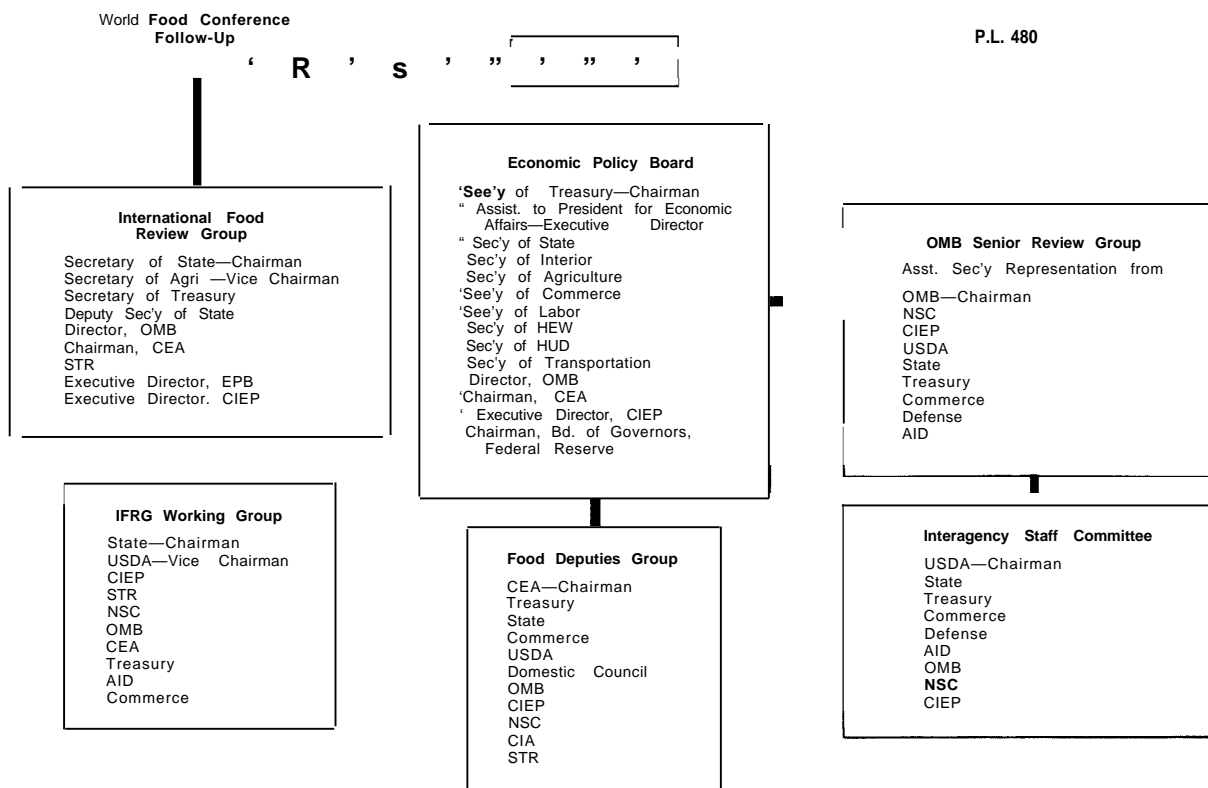 World Food Conference
Follow-Up
P.L. 480
‘ R ’ s ’ ” ’ ” ’
International Food
Review Group
Secretary of State—Chairman
Secretary of Agri —Vice Chairman
Secretary of Treasury
Deputy Sec’y of State
Director, OMB
Chairman, CEA
STR
Executive Director, EPB
Executive Director. CIEP
IFRG Working Group
State—Chairman
USDA—Vice Chairman
CIEP
STR
NSC
OMB
CEA
Treasury
AID
Commerce
Economic Policy Board
‘See’y of Treasury—Chairman
“ Assist. to President for Economic
Affairs—Executive Director
“ Sec’y of State
Sec’y of Interior
Sec’y of Agriculture
‘See’y of Commerce
‘See’y of Labor
Sec’y of HEW
Sec’y of HUD
Sec’y of Transportation
Director, OMB
‘Chairman, CEA
‘ Executive Director, CIEP
Chairman, Bd. of Governors,
Federal Reserve
Food Deputies Group
CEA—Chairman
Treasury
State
Commerce
USDA
Domestic Council
OMB
CIEP
NSC
CIA
STR
OMB Senior Review Group
Asst. Sec’y Representation from
OMB—Chairman
NSC
CIEP
USDA
State
Treasury
Commerce
Defense
AID
Interagency Staff Committee
USDA—Chairman
State
Treasury
Commerce
Defense
AID
OMB
NSC
CIEP